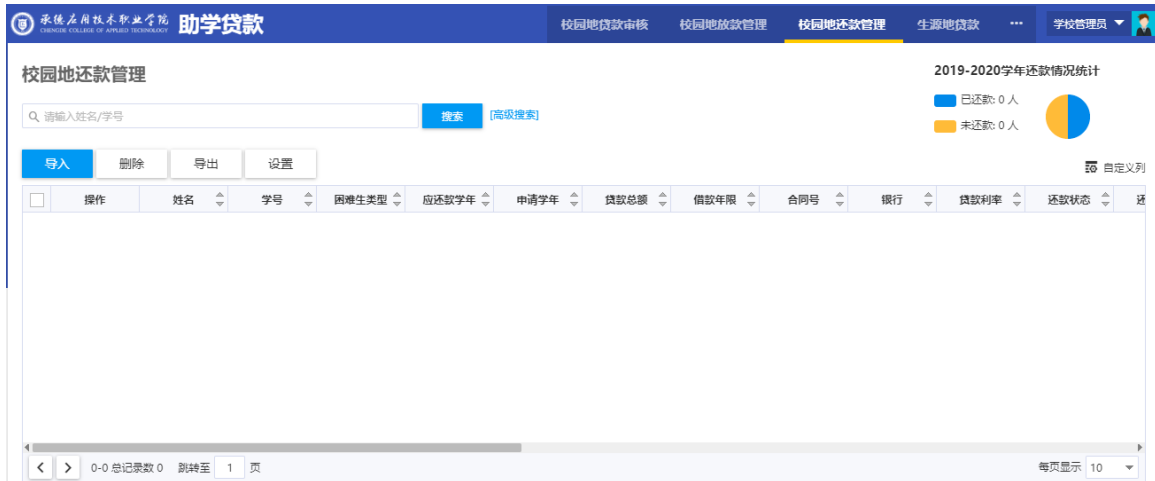 承德应用技术职业学院 助学贷款 校园地贷款审核 校园地放款管理 校园地还款管理 生源地贷款 ··· 学校管理员
CHENGDE COLLEGE OF APPLIED TECHNOLOGY
校园地还款管理
2019-2020学年还款情况统计
已还款: 0 人
未还款: 0 人
请输入姓名/学号 搜索 [高级搜索]
导入 删除 导出 设置 自定义列
操作 姓名 学号 困难生类型 应还款学年 申请学年 贷款总额 借款年限 合同号 银行 贷款利率 还款状态 还
0-0 总记录数 0 跳转至 1 页 每页显示 10